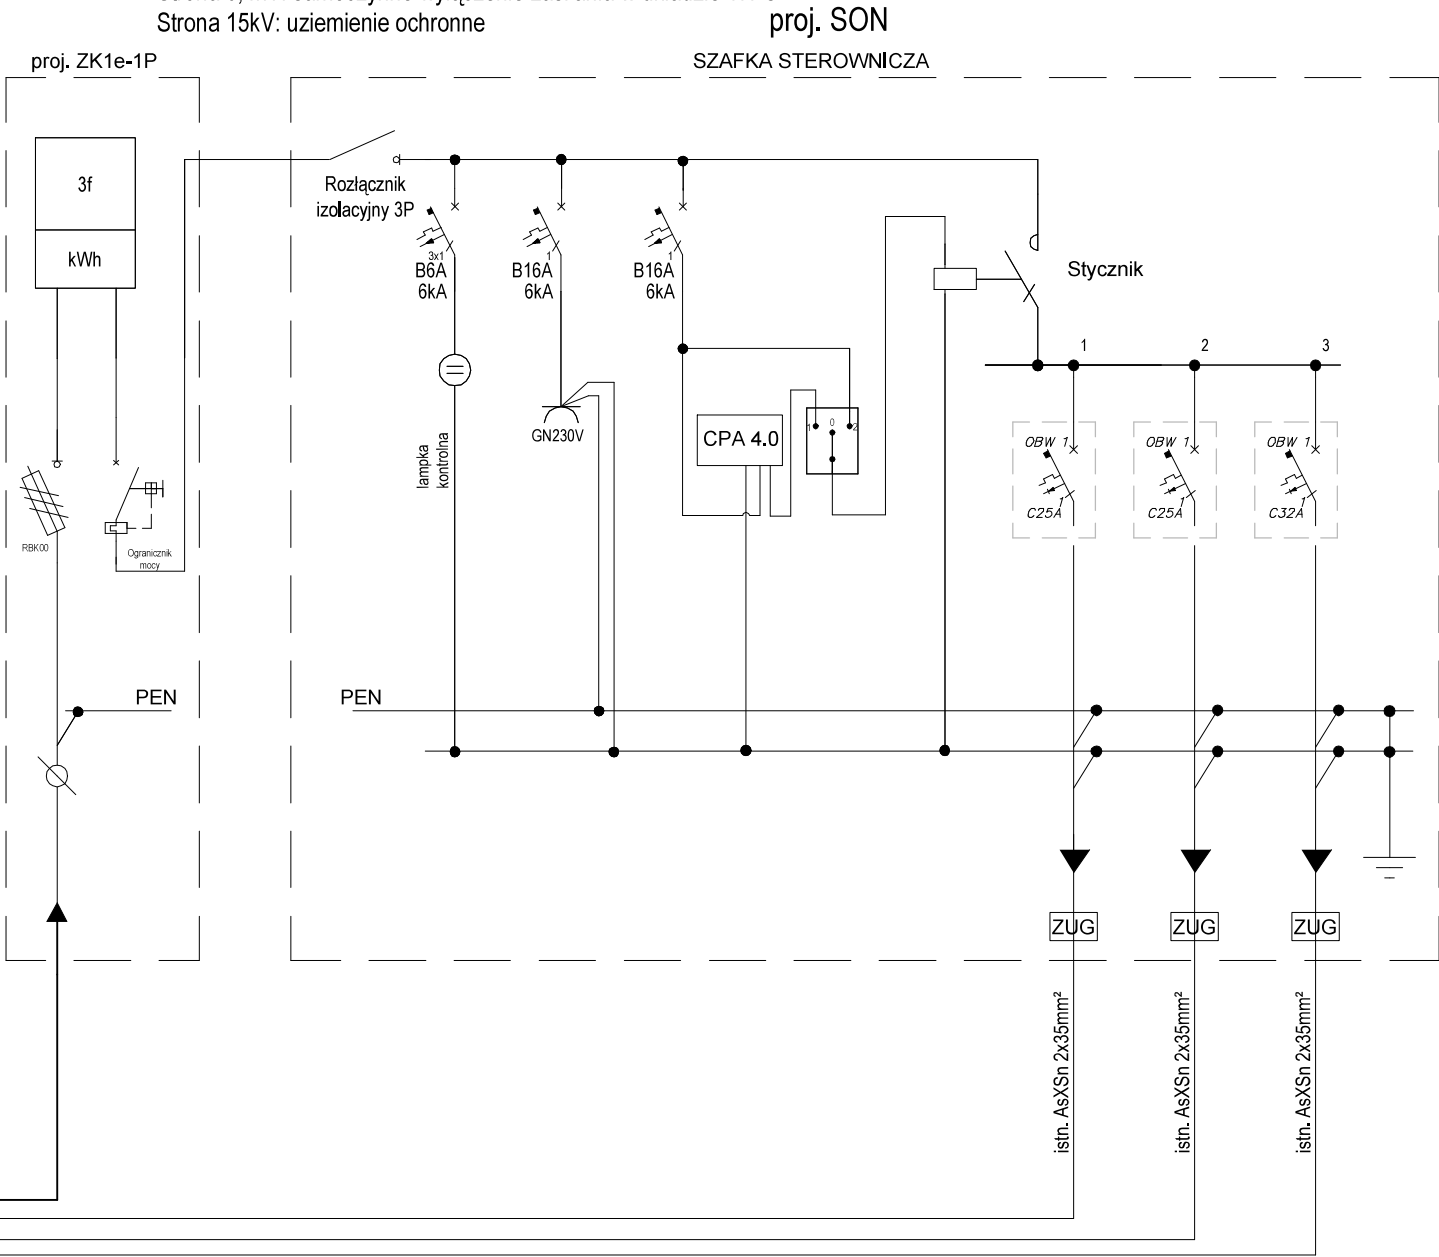 Strona 15kV: uziemienie ochronne
proj. SON
proj. ZK1e-1P
SZAFKA STEROWNICZA
3f
kWh
Rozłącznik
izolacyjny 3P
3x1
B6A
6kA
1
B16A
6kA
1
B16A
6kA
Stycznik
1
2
3
lampka
kontrolna
GN230V
CPA 4.0
1
0
2
OBW 1
1
C25A
OBW 1
1
C25A
OBW 1
1
C32A
RBK00
Ogranicznik
mocy
PEN
PEN
ZUG
ZUG
ZUG
istn. AsXSn 2x35mm²
istn. AsXSn 2x35mm²
istn. AsXSn 2x35mm²